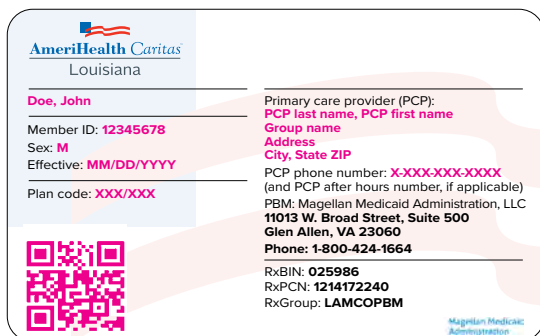 AmeriHealth Caritas
Louisiana
Doe, John
Member ID: 12345678
Sex: M
Effective: MM/DD/YYYY
Plan code: XXX/XXX
Primary care provider (PCP):
PCP last name, PCP first name
Group name
Address
City, State ZIP
PCP phone number: X-XXX-XXX-XXXX
(and PCP after hours number, if applicable)
PBM: Magellan Medicaid Administration, LLC
11013 W. Broad Street, Suite 500
Glen Allen, VA 23060
Phone: 1-800-424-1664
RxBIN: 025986
RxPCN: 1214172240
RxGroup: LAMCOPBM
Magellan Medicaid
Administration